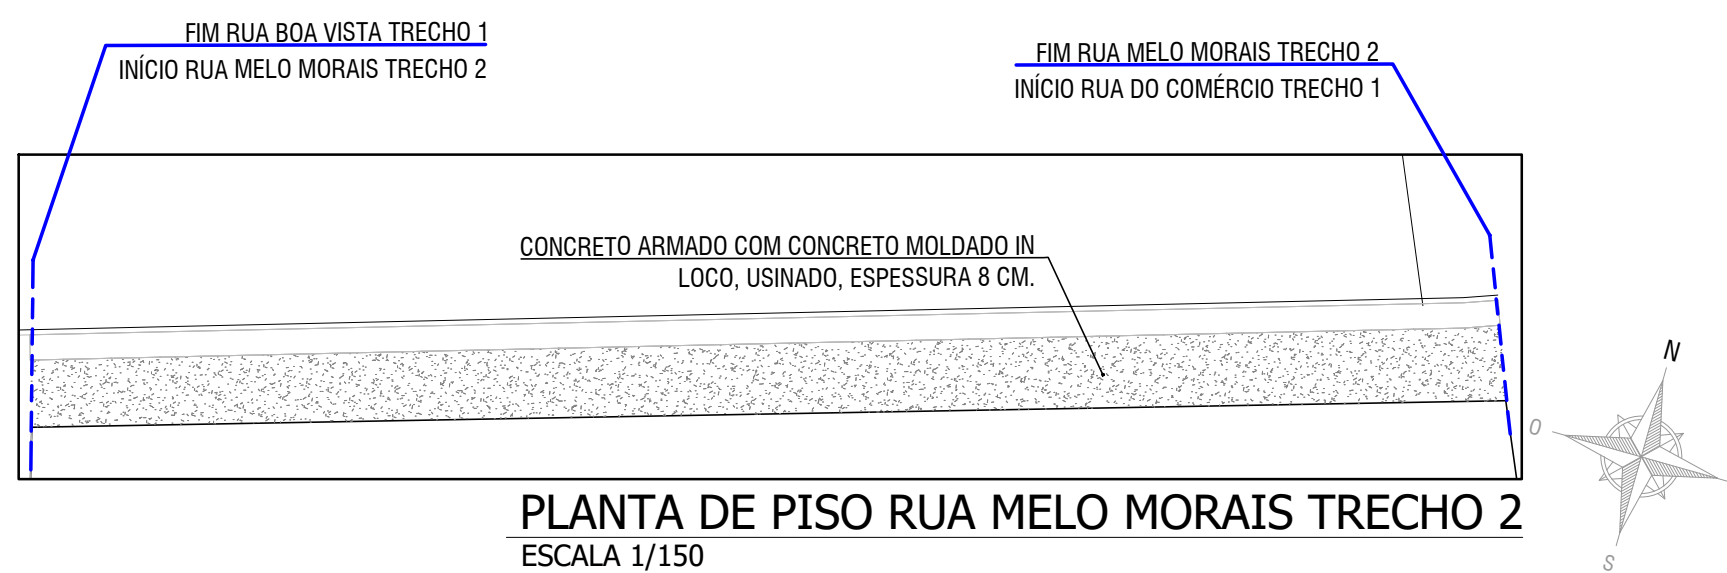 FIM RUA BOA VISTA TRECHO 1
INÍCIO RUA MELO MORAIS TRECHO 2
FIM RUA MELO MORAIS TRECHO 2
INÍCIO RUA DO COMÉRCIO TRECHO 1
CONCRETO ARMADO COM CONCRETO MOLDADO IN
LOCO, USINADO, ESPESSURA 8 CM.
N
O
S
PLANTA DE PISO RUA MELO MORAIS TRECHO 2
ESCALA 1/150